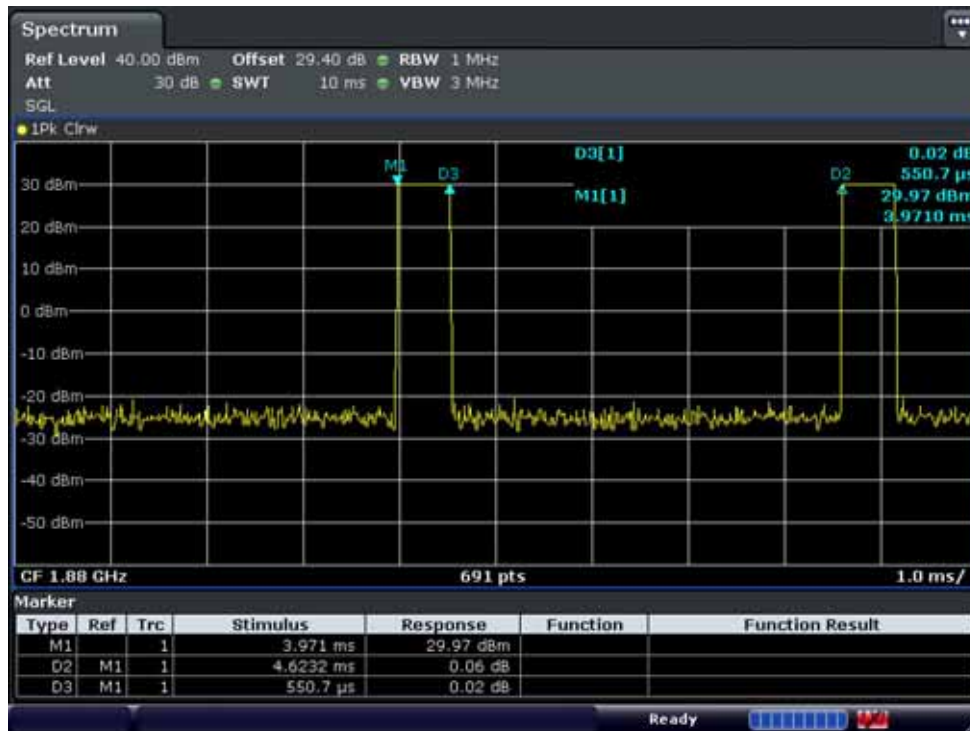 Spectrum
Ref Level 40.00 dBm Offset 29.40 dB RBW 1 MHz
Att 30 dB SWT 10 ms VBW 3 MHz
SGL
1Pk Clrw
D3[1] 0.02 dB
550.7 µs
M1[1] 29.97 dBm
3.9710 ms
M1
D3
D2
30 dBm
20 dBm
10 dBm
0 dBm
-10 dBm
-20 dBm
-30 dBm
-40 dBm
-50 dBm
CF 1.88 GHz 691 pts 1.0 ms/
Marker
Type Ref Trc Stimulus Response Function Function Result
M1 1 3.971 ms 29.97 dBm
D2 M1 1 4.6232 ms 0.06 dB
D3 M1 1 550.7 µs 0.02 dB
Ready